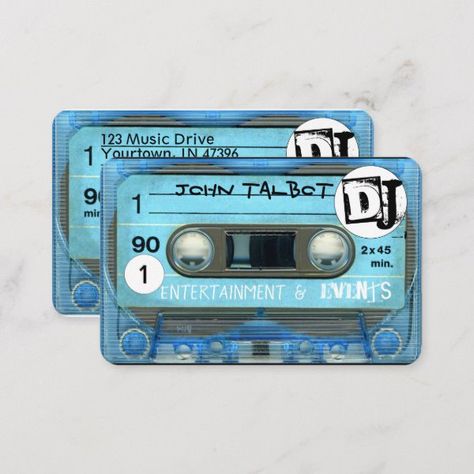 123 Music Drive
Yourtown, IN 47396
DJ
1
90
min
JOHN TALBOT
DJ
1
90
2x45
min.
1
ENTERTAINMENT & EVENTS